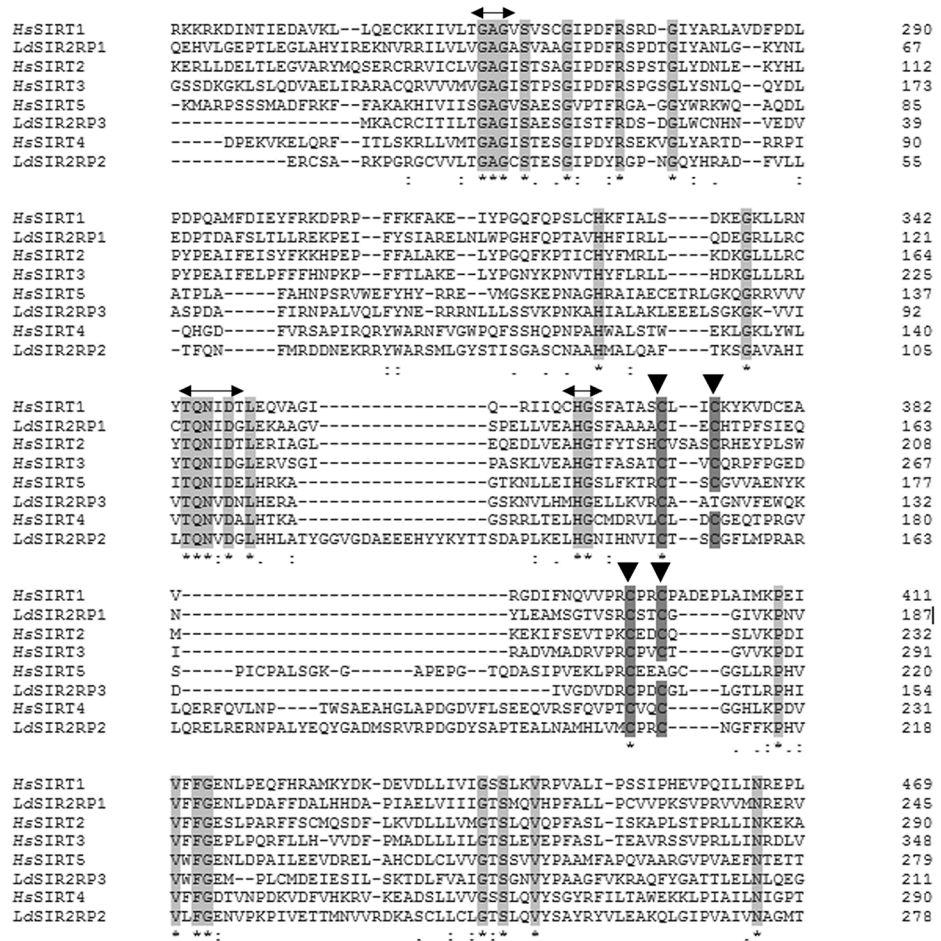 HsSIRT1 RKKRKDINTIEDAVKL--LQECKKIIVLTGAGVSVSCGIPDFRSRD-GIYARLAVDFPDL 290
LdSIR2RP1 QEHVLGEPTLEGLAHYIREKNVRRILVLVGAGASVAAGIPDFRSPDTGIYANLG--KYNL 67
HsSIRT2 KERLLDELTLEGVARYMQSERCRRVICLVGAGISTSAGIPDFRSPSTGLYDNLE--KYHL 112
HsSIRT3 GSSDKGKLSLQDVAELIRARACQRVVVMVGAGISTPSGIPDFRSPGSGLYSNLQ--QYDL 173
HsSIRT5 -KMARPSSSMADFRKF--FAKAKHIVIISGAGVSAESGVPTFRGA-GGYWRKWQ-AQDL 85
LdSIR2RP3 ------------------MKACRCITILTGAGISAESGISTFRDS-DGLWCNHN-VEDV 39
HsSIRT4 -----DPEKVKELQRF--ITLSKRLLVMTGAGISTESGIPDYRSEKVGLYARTD--RRPI 90
LdSIR2RP2 -----------ERCSA--RKPGRGCVVLTGAGCSTESGIPDYRGP-NGQYHRAD-FVLL 55
: : ***.*. .*: :* *. . :
HsSIRT1 PDPQAMFDIEYFRKDPRP--FFKFAKE--IYPGQFQPSLCHKFIALS----DKEGKLLRN 342
LdSIR2RP1 EDPTDAFSLTLLREKPEI--FYSIARELNLWPGHFQPTAVHHFIRLL----QDEGRLLRC 121
HsSIRT2 PYPEAIFEISYFKKHPEP--FFALAKE--LYPGQFKPTICHYFMRLL----KDKGLLLRC 164
HsSIRT3 PYPEAIFELPFFFHNPKP--FFTLAKE--LYPGNYKPNVTHYFLRLL----HDKGLLLRL 225
HsSIRT5 ATPLA-----FAHNPSRVWEFYHY-RRE--VMGSKEPNAGHRAIAECETRLGKQGRRVVV 137
LdSIR2RP3 ASPDA-----FIRNPALVQLFYNE-RRRNLLLSSVKPNKAHIALAKLEEELSGKGK-VVI 92
HsSIRT4 -QHGD-----FVRSAPIRQRYWARNFVGWPQFSSHQPNPAHWALSTW----EKLGKLYWL 140
LdSIR2RP2 -TFQN-----FMRDDNEKRRYWARSMLGYSTISGASCNAAHMALQAF----TKSGAVAHI 105
:: . . * : *
HsSIRT1 YTQNIDTLEQVAGI----------------Q--RIIQCHGSFATASCL--ICKYKVDCEA 382
LdSIR2RP1 CTQNIDGLEKAAGV----------------SPELLVEAHGSFAAAACI--ECHTPFSIEQ 163
HsSIRT2 YTQNIDTLERIAGL----------------EQEDLVEAHGTFYTSHCVSASCRHEYPLSW 208
HsSIRT3 YTQNIDGLERVSGI----------------PASKLVEAHGTFASATCT--VCQRPFPGED 267
HsSIRT5 ITQNIDELHRKA------------------GTKNLLEIHGSLFKTRCT--SCGVVAENYK 177
LdSIR2RP3 VTQNVDNLHERA------------------GSKNVLHMHGELLKVRCA--ATGNVFEWQK 132
HsSIRT4 VTQNVDALHTKA------------------GSRRLTELHGCMDRVLCL--DCGEQTPRGV 180
LdSIR2RP2 LTQNVDGLHHLATYGGVGDAEEEHYYKYTTSDAPLKELHGNIHNVICT--SCGFLMPRAR 163
***:* *. : : . ** : *
HsSIRT1 V-------------------------------RGDIFNQVVPRCPRCPADEPLAIMKPEI 411
LdSIR2RP1 N-------------------------------YLEAMSGTVSRCSTCG-----GIVKPNV 187
HsSIRT2 M-------------------------------KEKIFSEVTPKCEDCQ-----SLVKPDI 232
HsSIRT3 I-------------------------------RADVMADRVPRCPVCT-----GVVKPDI 291
HsSIRT5 S-----PICPALSGK-G-----APEPG-TQDASIPVEKLPRCEEAGC---GGLLRPHV 220
LdSIR2RP3 D-----------------------------------IVGDVDRCPDCGL--LGTLRPHI 154
HsSIRT4 LQERFQVLNP----TWSAEAHGLAPDGDVFLSEEQVRSFQVPTCVQC-----GGHLKPDV 231
LdSIR2RP2 LQRELRERNPALYEQYGADMSRVRPDGDYSAPTEALNAMHLVMCPRC-----NGFFKPHV 218
* . .:*.:
HsSIRT1 VFFGENLPEQFHRAMKYDK-DEVDLLIVIGSSLKVRPVALI-PSSIPHEVPQILINREPL 469
LdSIR2RP1 VFFGENLPDAFFDALHHDA-PIAELVIIIGTSMQVHPFALL-PCVVPKSVPRVVMNRERV 245
HsSIRT2 VFFGESLPARFFSCMQSDF-LKVDLLLVMGTSLQVQPFASL-ISKAPLSTPRLLINKEKA 290
HsSIRT3 VFFGEPLPQRFLLH-VVDF-PMADLLLILGTSLEVEPFASL-TEAVRSSVPRLLINRDLV 348
HsSIRT5 VWFGENLDPAILEEVDREL-AHCDLCLVVGTSSVVYPAAMFAPQVAARGVPVAEFNTETT 279
LdSIR2RP3 VWFGEM--PLCMDEIESIL-SKTDLFVAIGTSGNVYPAAGFVKRAQFYGATTLELNLQEG 211
HsSIRT4 VFFGDTVNPDKVDFVHKRV-KEADSLLVVGSSLQVYSGYRFILTAWEKKLPIAILNIGPT 290
LdSIR2RP2 VLFGENVPKPIVETTMNVVRDKASCLLCLGTSLQVYSAYRYVLEAKQLGIPVAIVNAGMT 278
* **: . : :*:* * . . *